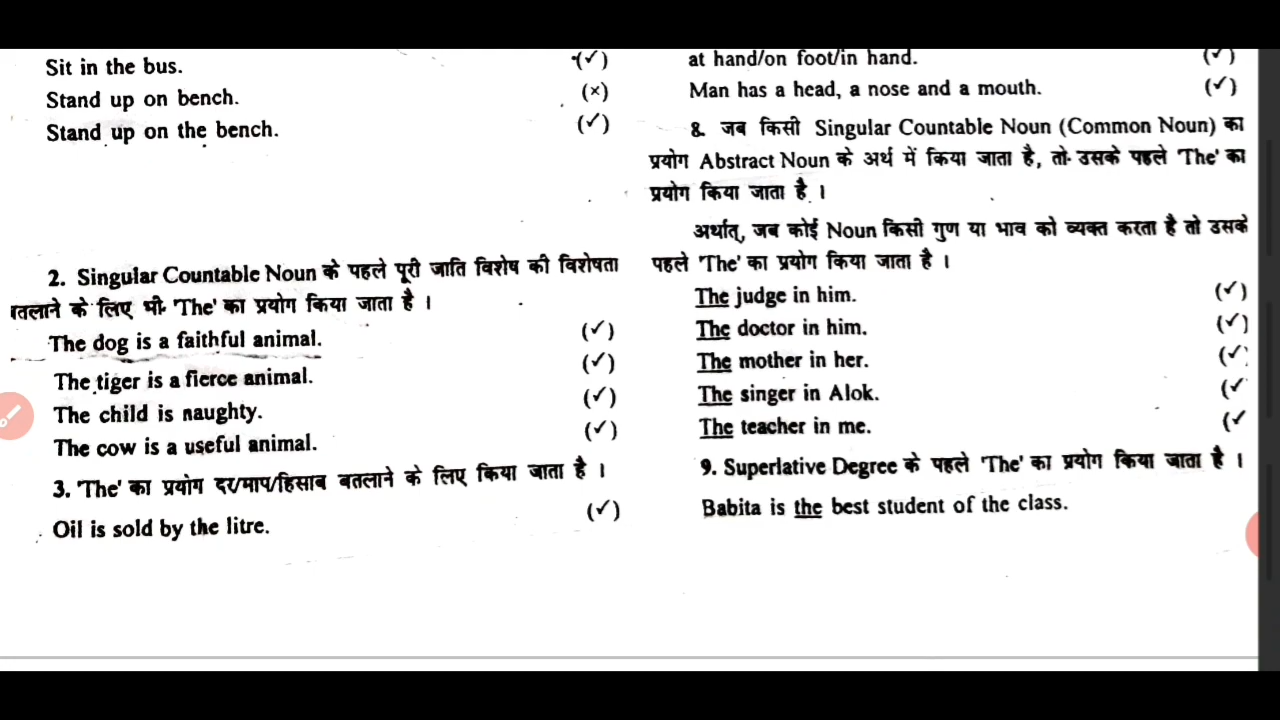 Sit in the bus. (✓)
Stand up on bench. (×)
Stand up on the bench. (✓)
2. Singular Countable Noun के पहले पूरी जाति विशेष की विशेषता
तलाने के लिए भी 'The' का प्रयोग किया जाता है ।
The dog is a faithful animal. (✓)
The tiger is a fierce animal. (✓)
The child is naughty. (✓)
The cow is a useful animal. (✓)
3. 'The' का प्रयोग दर/माप/हिसाब बतलाने के लिए किया जाता है ।
Oil is sold by the litre. (✓)
at hand/on foot/in hand. (✓)
Man has a head, a nose and a mouth. (✓)
8. जब किसी Singular Countable Noun (Common Noun) का
प्रयोग Abstract Noun के अर्थ में किया जाता है, तो उसके पहले 'The' का
प्रयोग किया जाता है ।
अर्थात्, जब कोई Noun किसी गुण या भाव को व्यक्त करता है तो उसके
पहले 'The' का प्रयोग किया जाता है ।
The judge in him. (✓)
The doctor in him. (✓)
The mother in her. (✓)
The singer in Alok. (✓
The teacher in me. (✓
9. Superlative Degree के पहले 'The' का प्रयोग किया जाता है ।
Babita is the best student of the class.